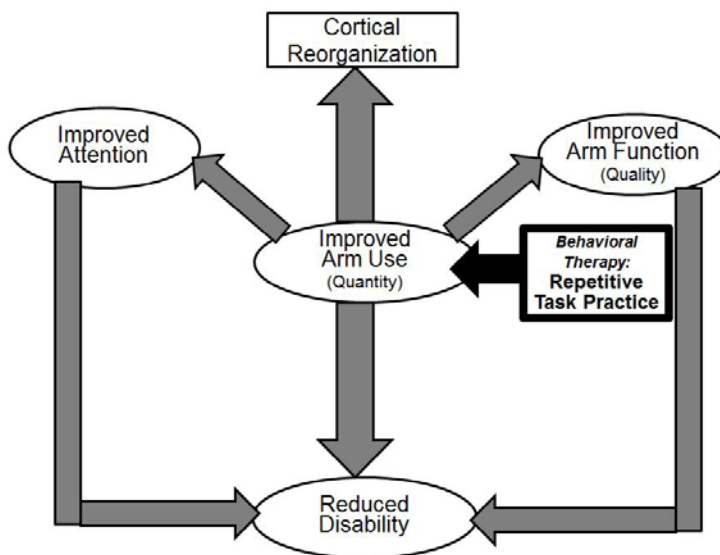 Cortical
Reorganization
Improved
Attention
Improved
Arm Function
(Quality)
Improved
Arm Use
(Quantity)
Behavioral
Therapy:
Repetitive
Task Practice
Reduced
Disability